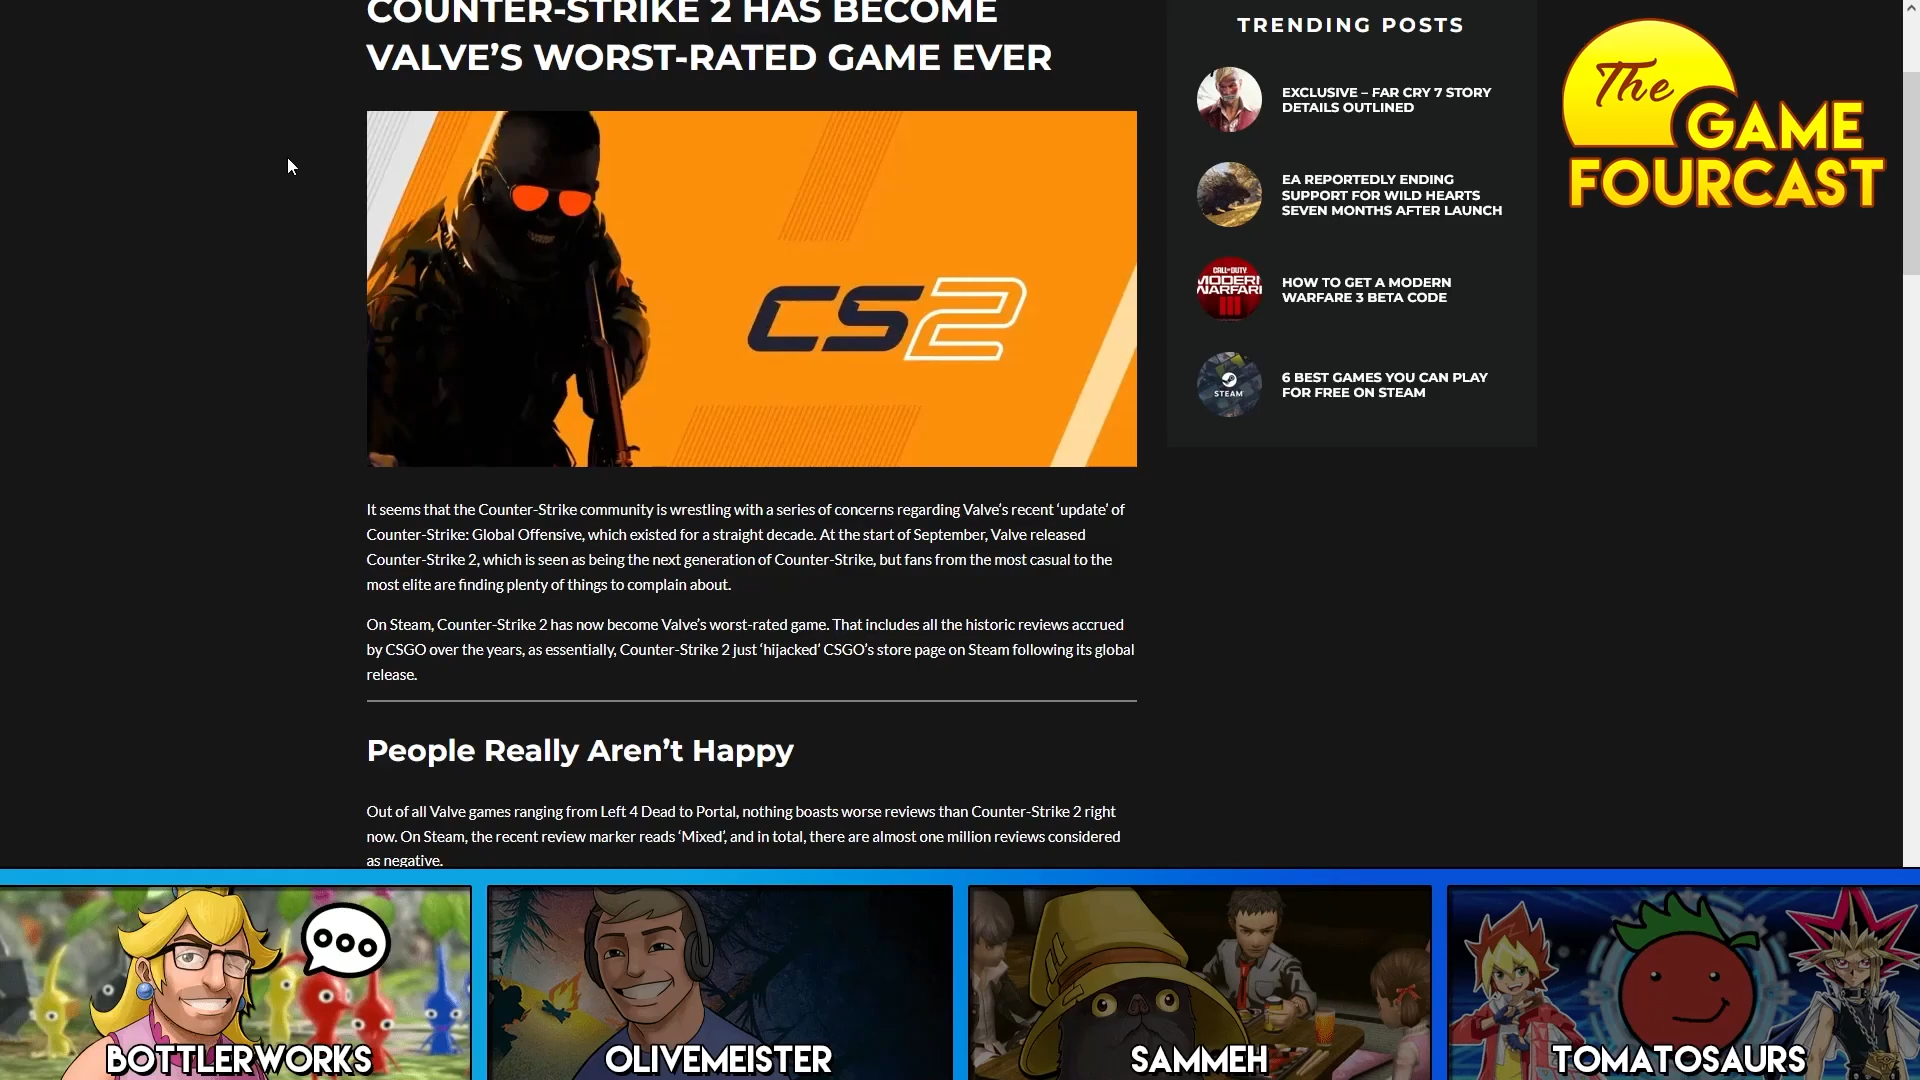 COUNTER-STRIKE 2 HAS BECOME
VALVE’S WORST-RATED GAME EVER
CS2
It seems that the Counter-Strike community is wrestling with a series of concerns regarding Valve’s recent ‘update’ of
Counter-Strike: Global Offensive, which existed for a straight decade. At the start of September, Valve released
Counter-Strike 2, which is seen as being the next generation of Counter-Strike, but fans from the most casual to the
most elite are finding plenty of things to complain about.
On Steam, Counter-Strike 2 has now become Valve’s worst-rated game. That includes all the historic reviews accrued
by CSGO over the years, as essentially, Counter-Strike 2 just ‘hijacked’ CSGO’s store page on Steam following its global
release.
People Really Aren’t Happy
Out of all Valve games ranging from Left 4 Dead to Portal, nothing boasts worse reviews than Counter-Strike 2 right
now. On Steam, the recent review marker reads ‘Mixed’, and in total, there are almost one million reviews considered
as negative.
TRENDING POSTS
EXCLUSIVE – FAR CRY 7 STORY
DETAILS OUTLINED
EA REPORTEDLY ENDING
SUPPORT FOR WILD HEARTS
SEVEN MONTHS AFTER LAUNCH
CALL OF DUTY
MODERN
WARFARE
III
HOW TO GET A MODERN
WARFARE 3 BETA CODE
STEAM
6 BEST GAMES YOU CAN PLAY
FOR FREE ON STEAM
The
GAME
FOURCAST
BOTTLERWORKS
OLIVEMEISTER
SAMMEH
TOMATOSAURS